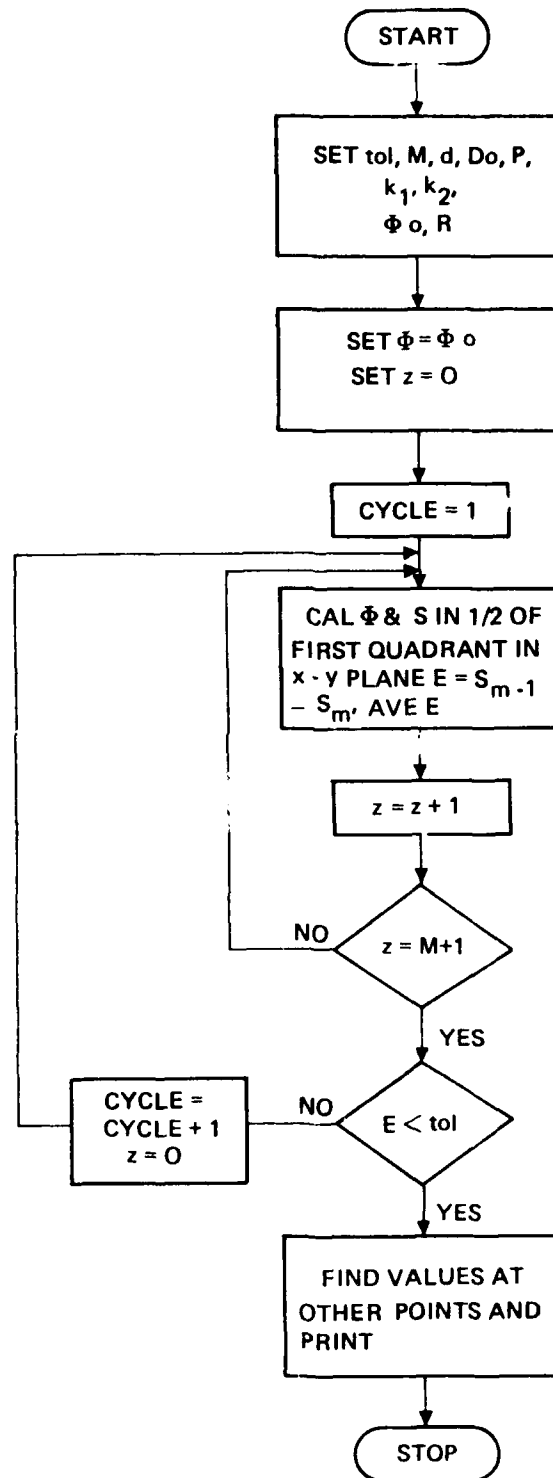 START
SET tol, M, d, Do, P,
k₁, k₂,
Φ o, R
SET Φ = Φ o
SET z = O
CYCLE = 1
CAL Φ & S IN 1/2 OF
FIRST QUADRANT IN
x - y PLANE E = Sₘ ₋₁
– Sₘ, AVE E
z = z + 1
NO
z = M+1
YES
CYCLE =
CYCLE + 1
z = O
NO
E < tol
YES
FIND VALUES AT
OTHER POINTS AND
PRINT
STOP